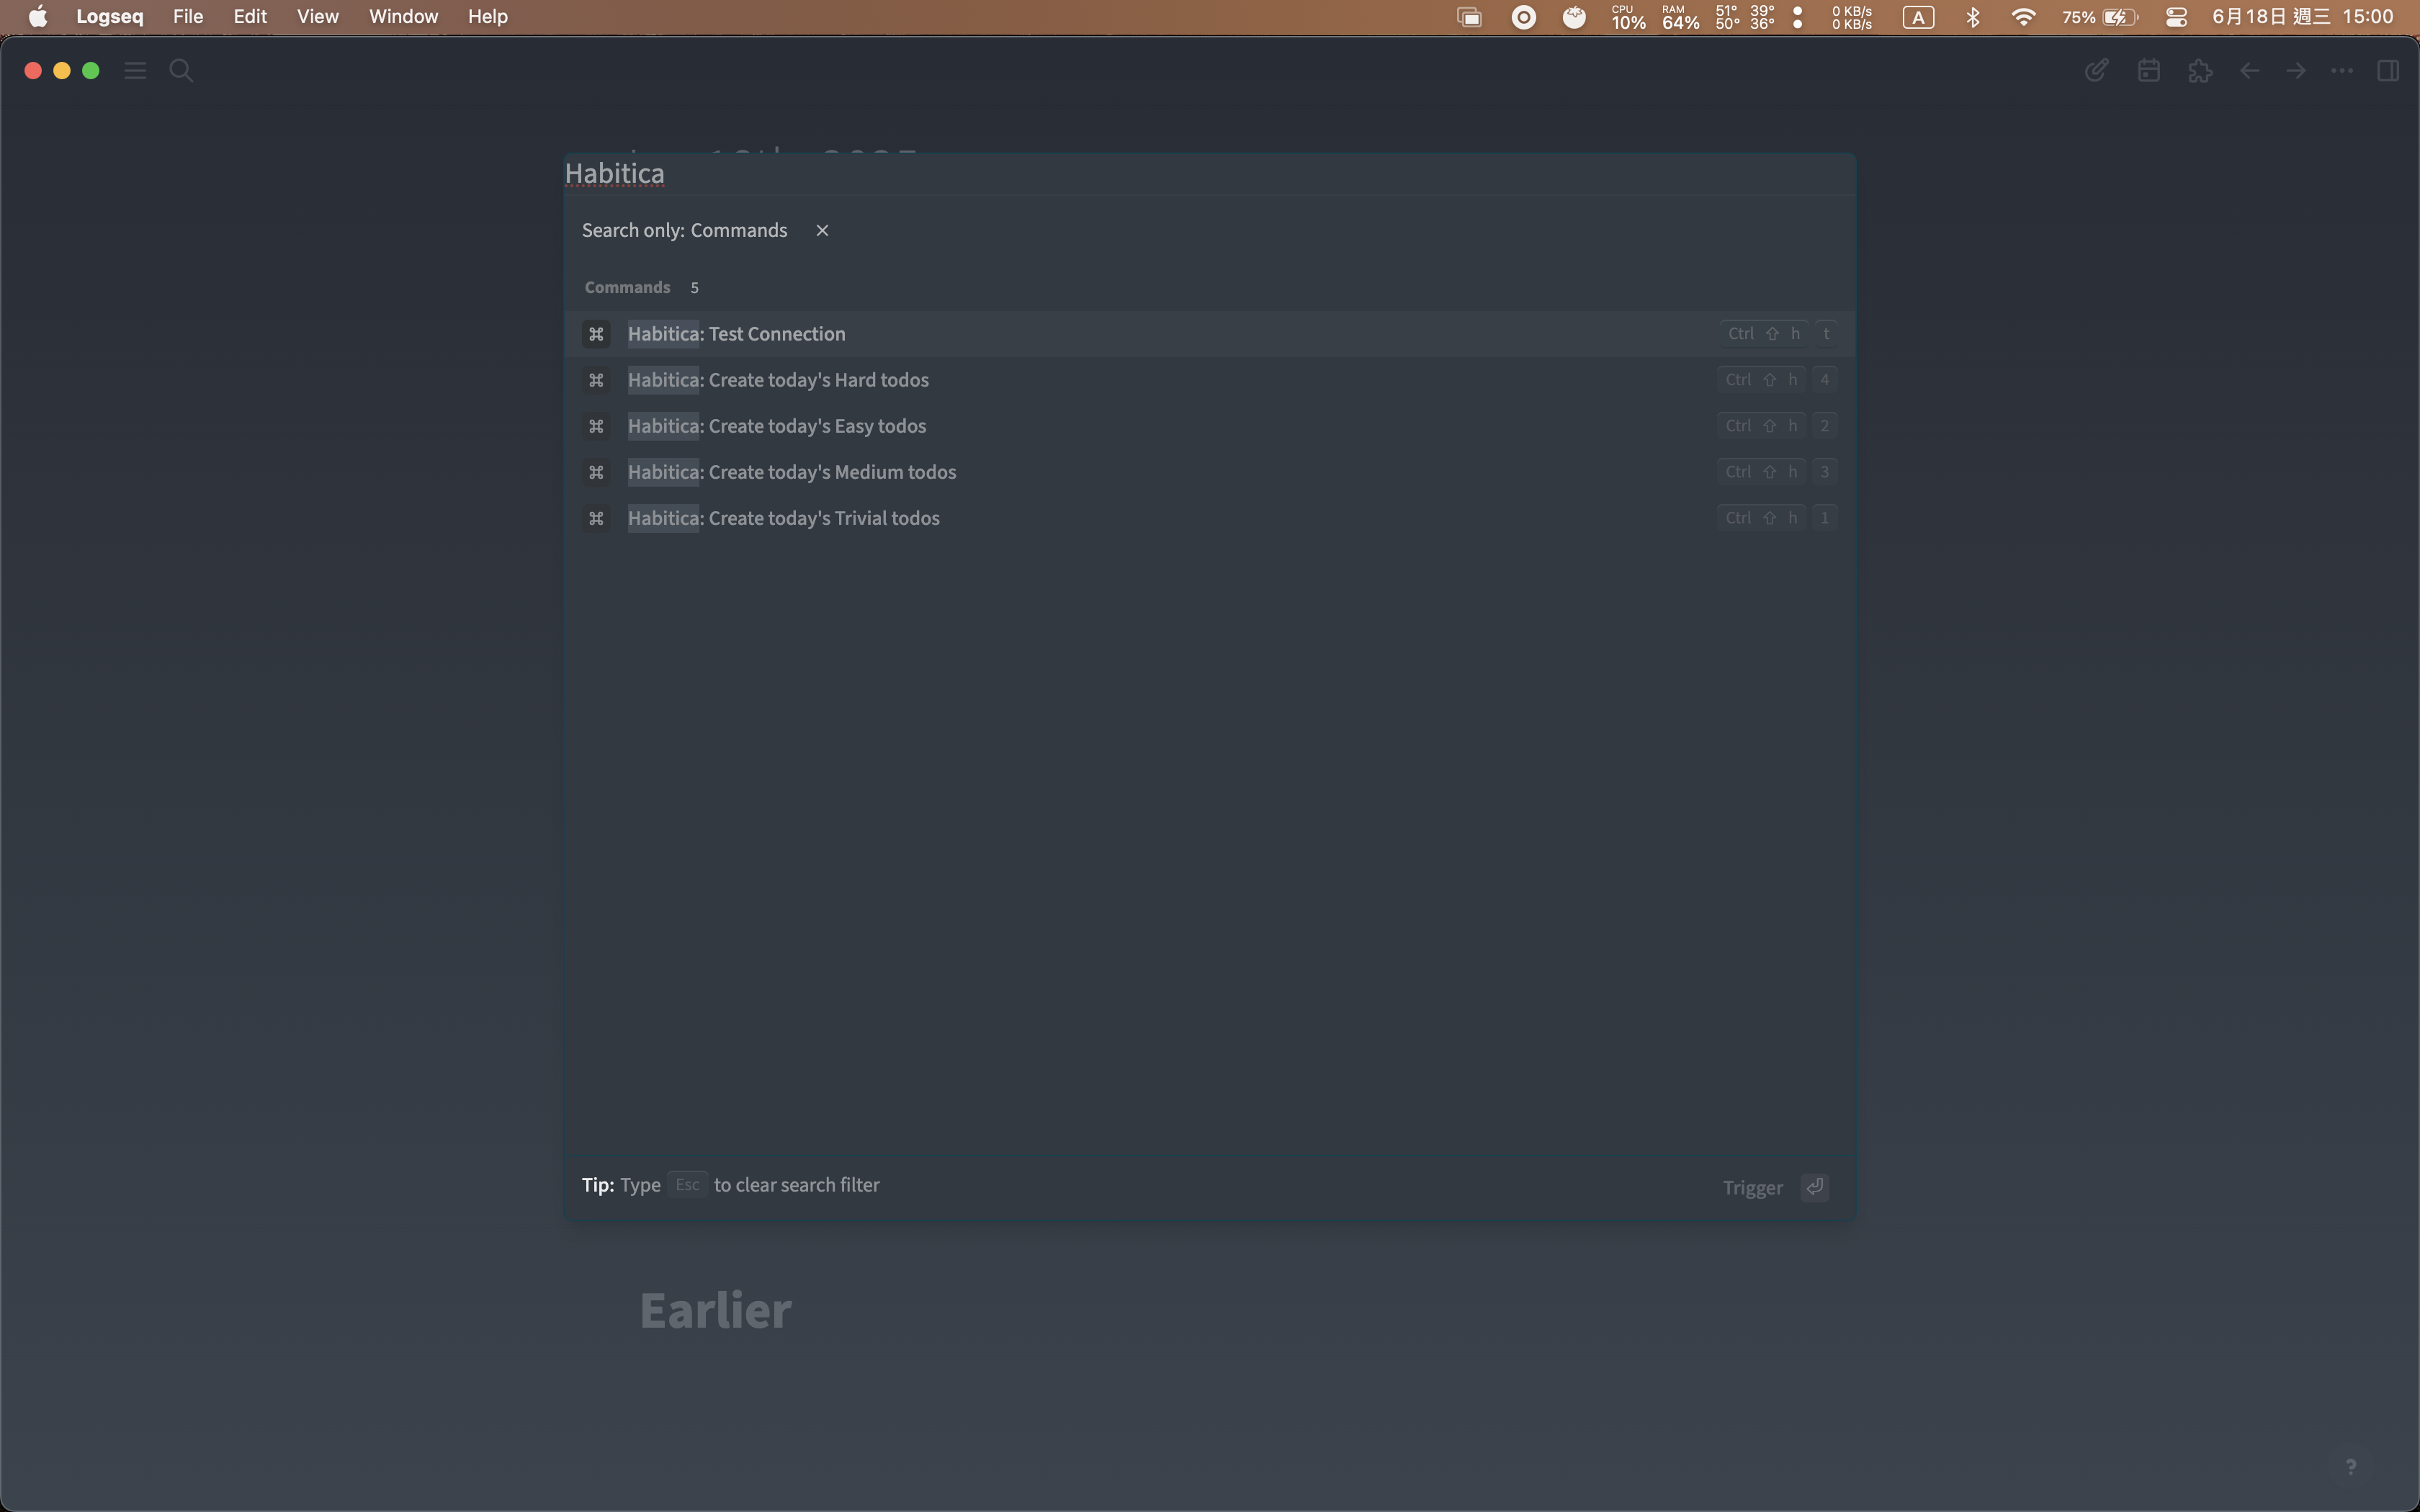 Logseq File Edit View Window Help CPU 10% RAM 64% 51° 50° 39° 36° 0 KB/s 0 KB/s A 75% 6月18日 週三 15:00
Habitica
Search only: Commands ×
Commands 5
⌘ Habitica: Test Connection Ctrl ⇧ h t
⌘ Habitica: Create today's Hard todos Ctrl ⇧ h 4
⌘ Habitica: Create today's Easy todos Ctrl ⇧ h 2
⌘ Habitica: Create today's Medium todos Ctrl ⇧ h 3
⌘ Habitica: Create today's Trivial todos Ctrl ⇧ h 1
Tip: Type Esc to clear search filter Trigger
Earlier
?